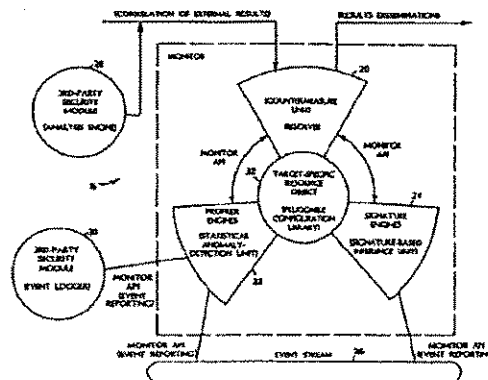 (CORRELATION OF EXTERNAL RESULTS)
(RESULTS DISSEMINATION)
MONITOR
28
20
3RD-PARTY
SECURITY
MODULE
(ANALYSIS ENGINE)
(COUNTERMEASURE
UNIT)
RESOLVER
MONITOR
API
MONITOR
API
32
TARGET-SPECIFIC
RESOURCE
OBJECT
(PLUGGABLE
CONFIGURATION
LIBRARY)
24
30
3RD-PARTY
SECURITY
MODULE
(EVENT LOGGER)
PROFILER
ENGINES
(STATISTICAL
ANOMALY-
DETECTION UNIT)
22
SIGNATURE
ENGINES
(SIGNATURE-BASED
INFERENCE UNIT)
MONITOR
API
(EVENT
REPORTING)
MONITOR API
(EVENT REPORTING)
EVENT STREAM
26
MONITOR API
(EVENT REPORTING)